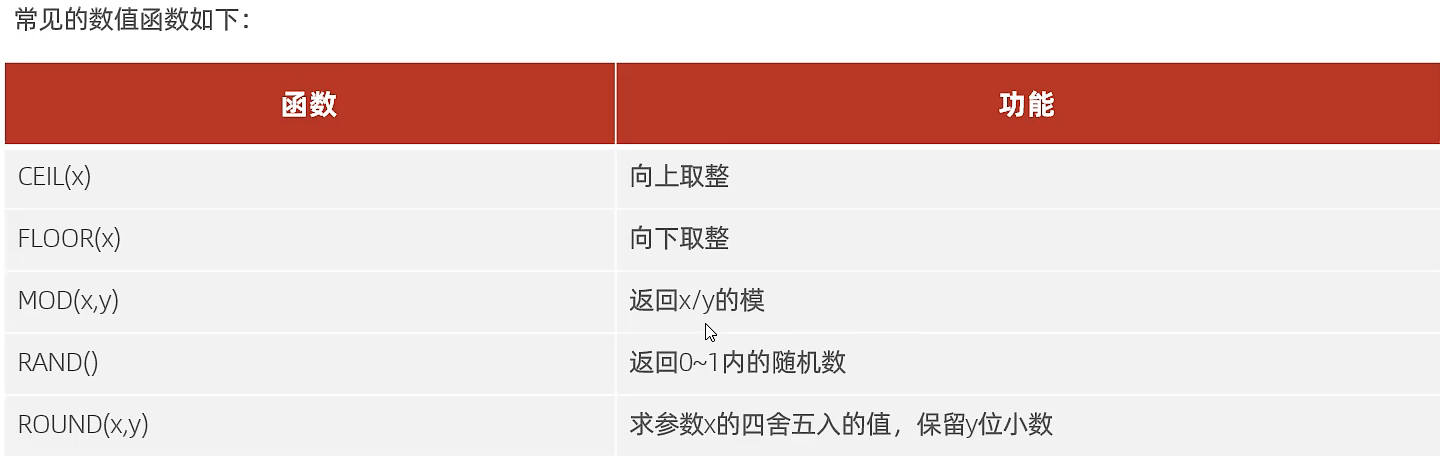 常见的数值函数如下：
函数 功能
CEIL(x) 向上取整
FLOOR(x) 向下取整
MOD(x,y) 返回x/y的模
RAND() 返回0~1内的随机数
ROUND(x,y) 求参数x的四舍五入的值，保留y位小数